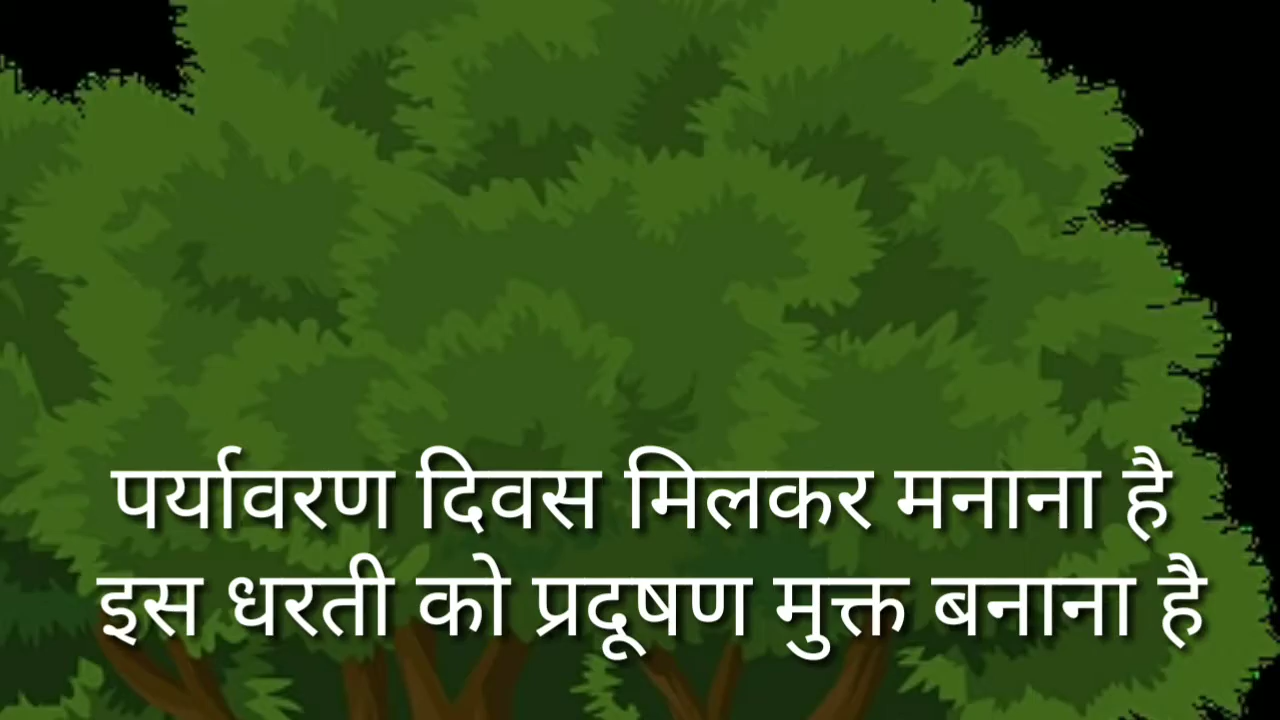 पर्यावरण दिवस मिलकर मनाना है
इस धरती को प्रदूषण मुक्त बनाना है